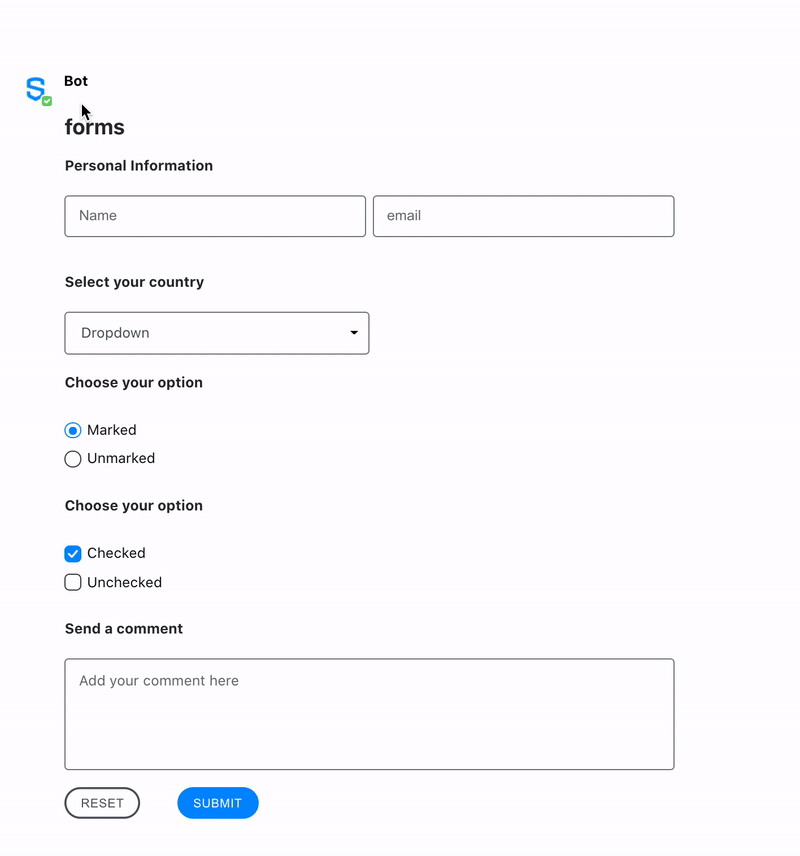 Bot
forms
Personal Information
Name email
Select your country
Dropdown
Choose your option
Marked
Unmarked
Choose your option
Checked
Unchecked
Send a comment
Add your comment here
RESET SUBMIT